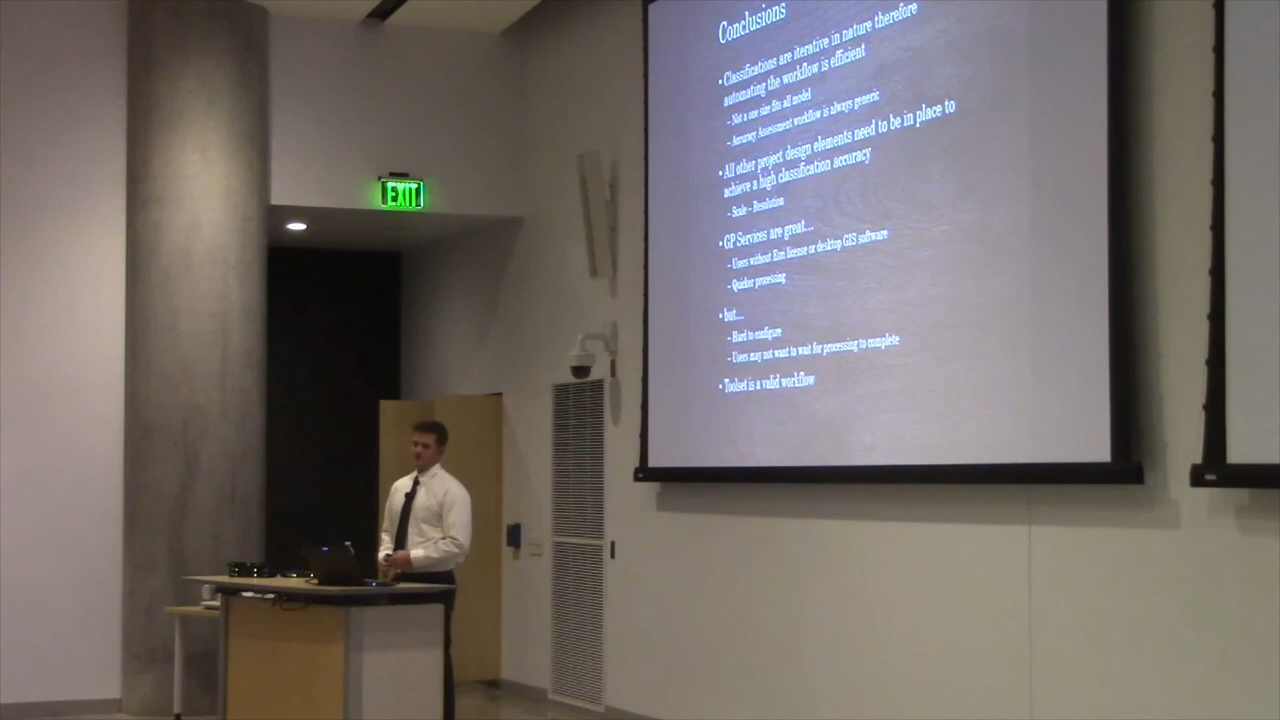 Conclusions
• Classifications are iterative in nature therefore
automating the workflow is efficient
– Not a one size fits all model
– Accuracy Assessment workflow is always generic
• All other project design elements need to be in place to
achieve a high classification accuracy
– Scale – Resolution
• GP Services are great...
– Users without Esri license or desktop GIS software
– Quicker processing
• but...
– Hard to configure
– Users may not want to wait for processing to complete
• Toolset is a valid workflow
EXIT